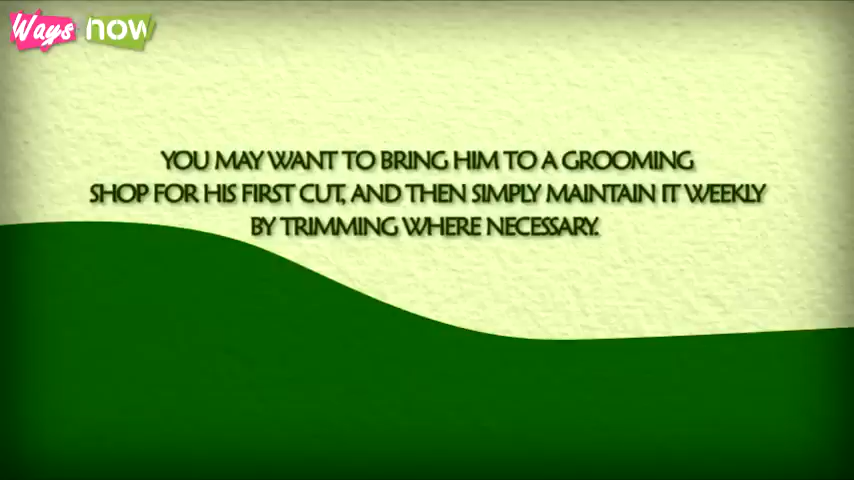 Ways now
YOU MAY WANT TO BRING HIM TO A GROOMING
SHOP FOR HIS FIRST CUT, AND THEN SIMPLY MAINTAIN IT WEEKLY
BY TRIMMING WHERE NECESSARY.